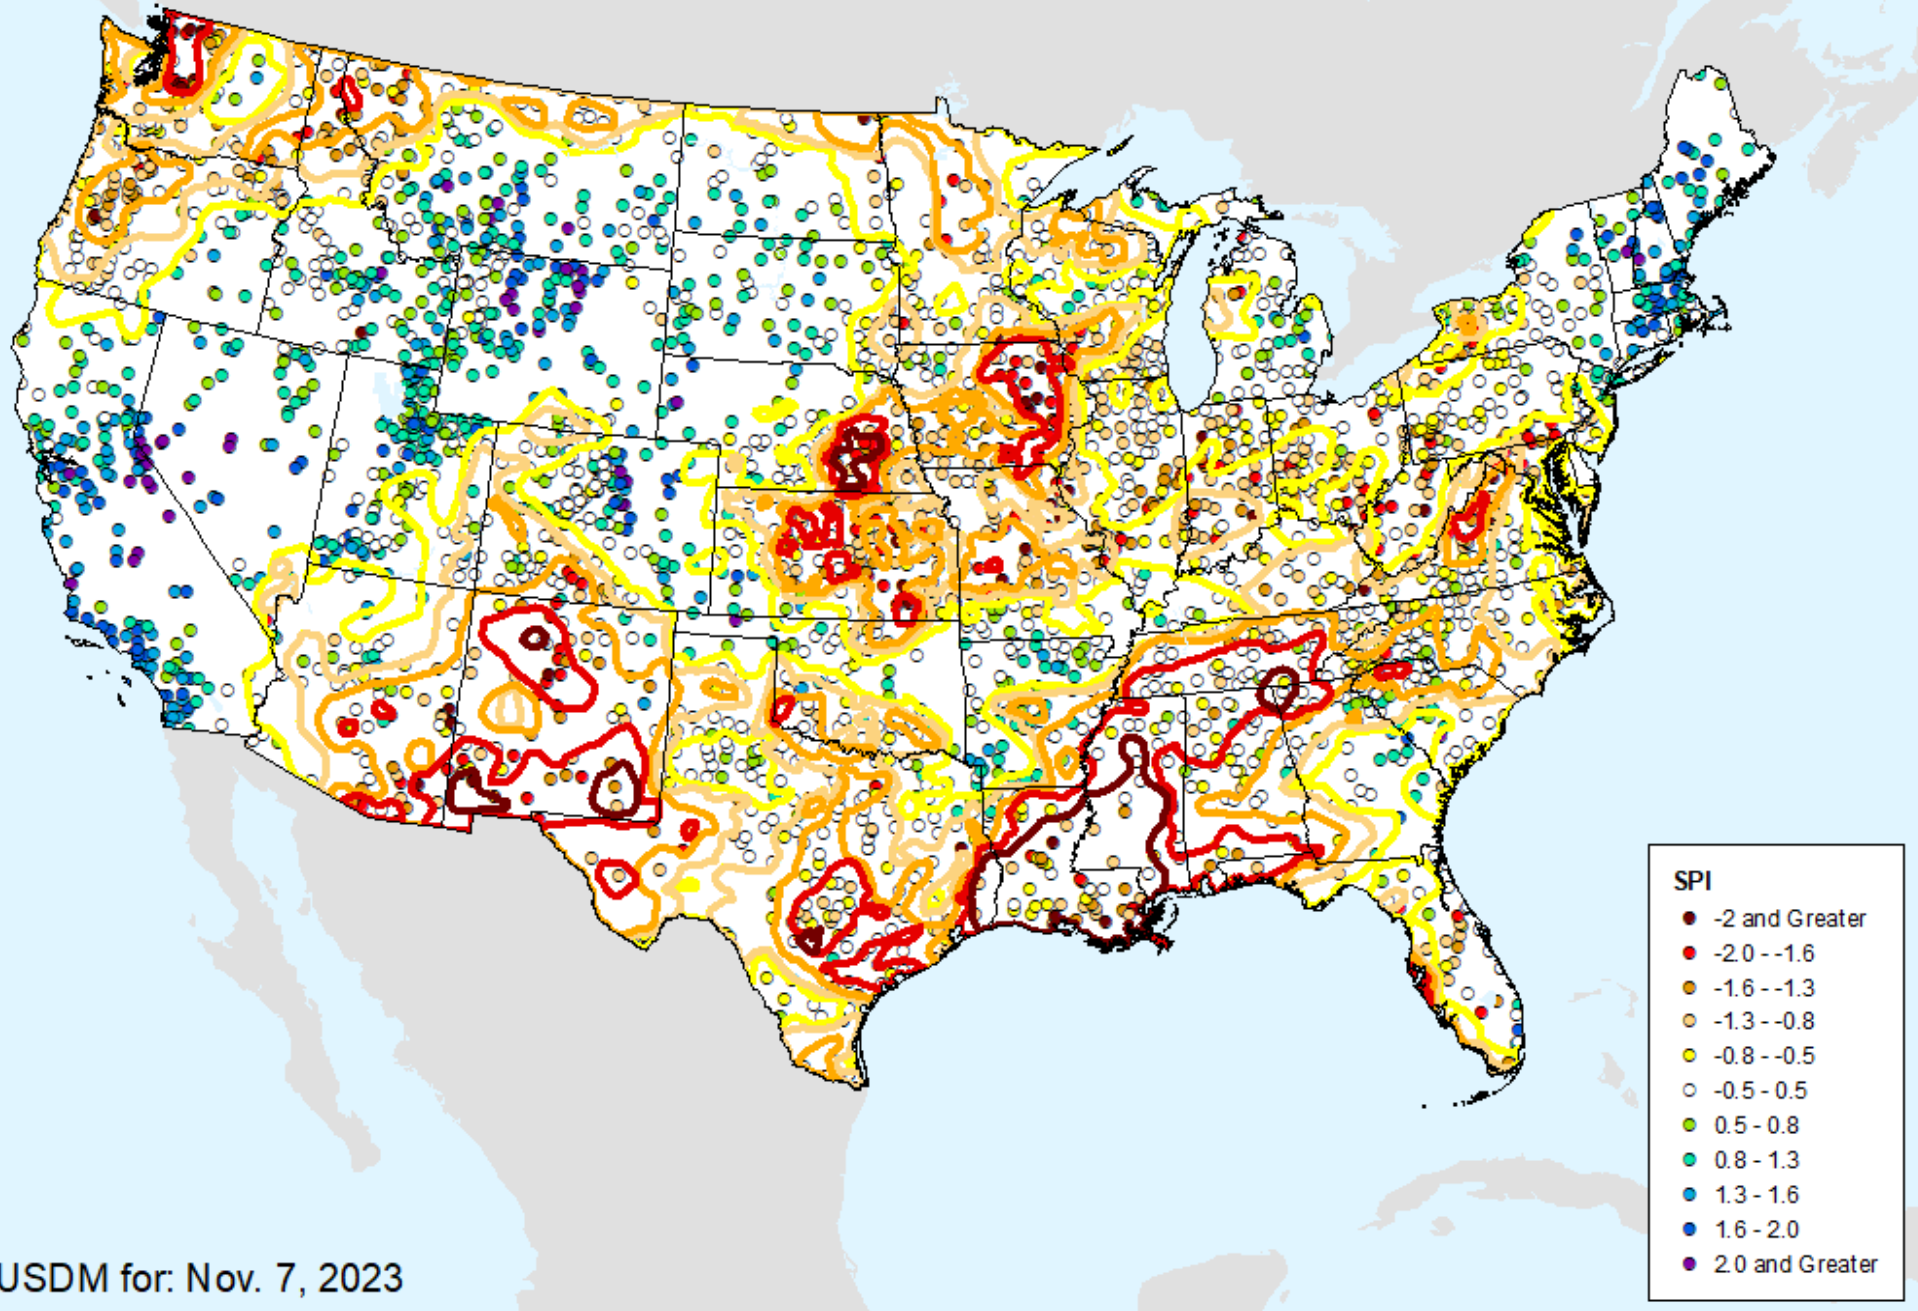 SPI
-2 and Greater
-2.0 - -1.6
-1.6 - -1.3
-1.3 - -0.8
-0.8 - -0.5
-0.5 - 0.5
0.5 - 0.8
0.8 - 1.3
1.3 - 1.6
1.6 - 2.0
2.0 and Greater
USDM for: Nov. 7, 2023